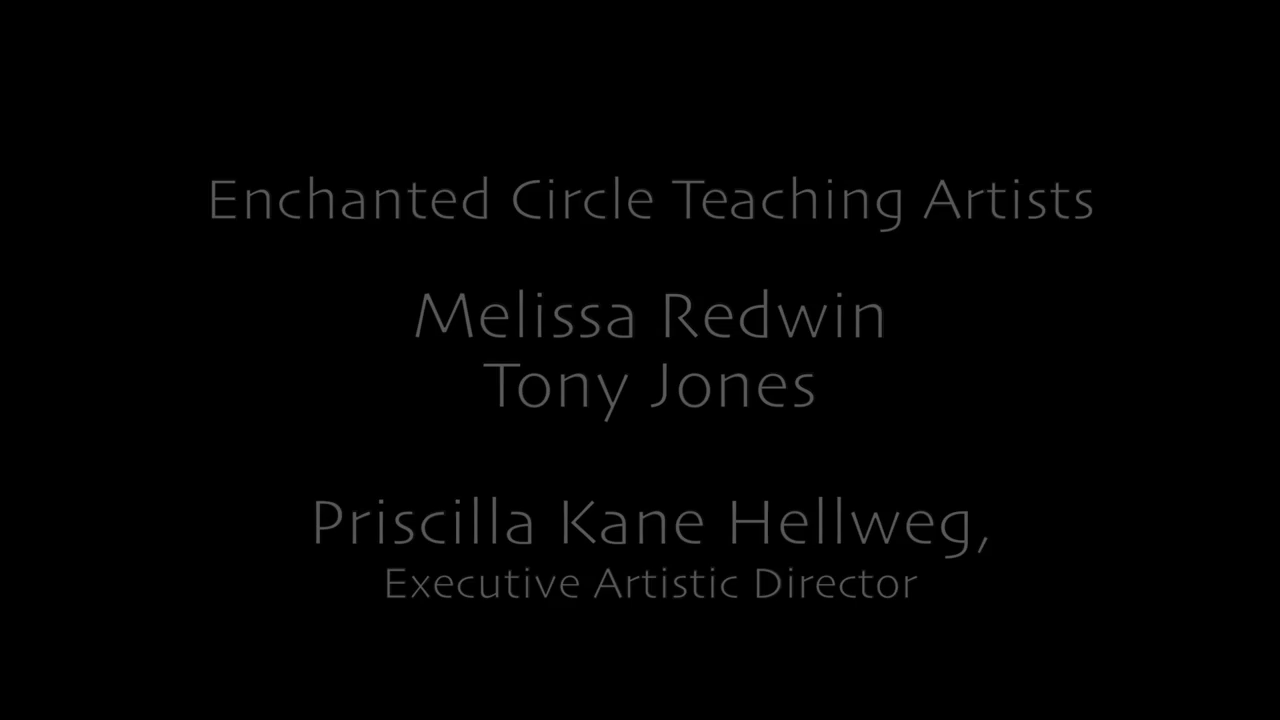 Enchanted Circle Teaching Artists
Melissa Redwin
Tony Jones
Priscilla Kane Hellweg,
Executive Artistic Director